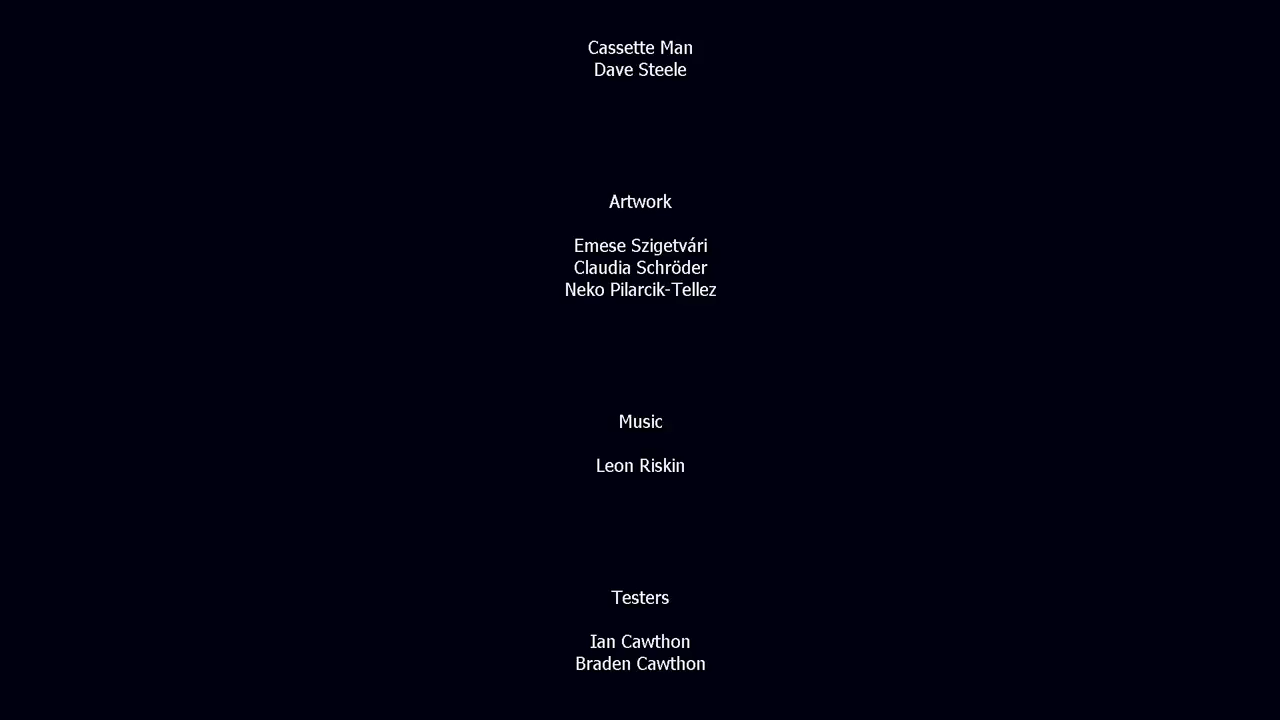 Cassette Man
Dave Steele
Artwork
Emese Szigetvári
Claudia Schröder
Neko Pilarcik-Tellez
Music
Leon Riskin
Testers
Ian Cawthon
Braden Cawthon